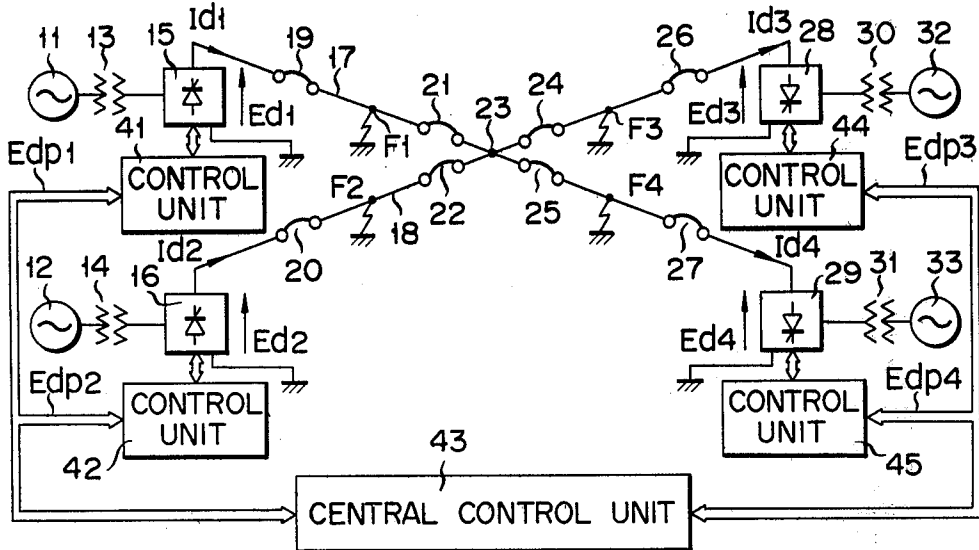 11 13 15 Id1 19 17 26 Id3 28 30 32
Ed1 21 24 Ed3
F1 23 F3
Edp1 41 44 Edp3
CONTROL UNIT
CONTROL UNIT
F2 22 25 F4
18
Id2 20 27 Id4
12 14 16 29 31 33
Ed2 Ed4
Edp2 Edp4
CONTROL UNIT
CONTROL UNIT
42 43 45
CENTRAL CONTROL UNIT